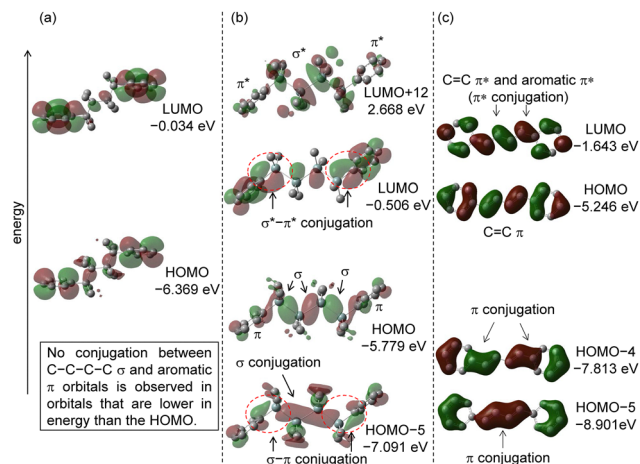 (a)
energy
LUMO
−0.034 eV
HOMO
−6.369 eV
No conjugation between
C−C−C−C σ and aromatic
π orbitals is observed in
orbitals that are lower in
energy than the HOMO.
(b)
π*
σ*
π*
LUMO+12
2.668 eV
LUMO
−0.506 eV
σ*−π* conjugation
σ
σ
π
π
HOMO
−5.779 eV
σ conjugation
HOMO-5
−7.091 eV
σ−π conjugation
(c)
C=C π* and aromatic π*
(π* conjugation)
LUMO
−1.643 eV
HOMO
−5.246 eV
C=C π
π conjugation
HOMO-4
−7.813 eV
HOMO-5
−8.901eV
π conjugation